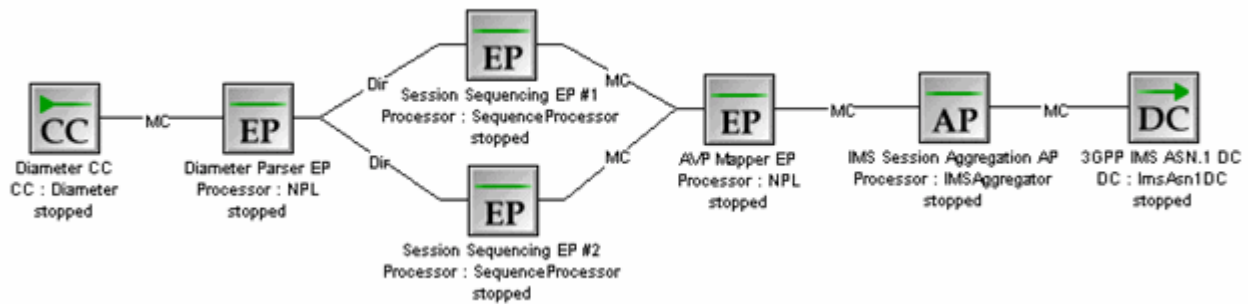 CC
Diameter CC
CC : Diameter
stopped
MC
EP
Diameter Parser EP
Processor : NPL
stopped
Dir
Dir
EP
Session Sequencing EP #1
Processor : SequenceProcessor
stopped
MC
EP
Session Sequencing EP #2
Processor : SequenceProcessor
stopped
MC
EP
AVP Mapper EP
Processor : NPL
stopped
MC
AP
IMS Session Aggregation AP
Processor : IMSAggregator
stopped
MC
DC
3GPP IMS ASN.1 DC
DC : ImsAsn1DC
stopped